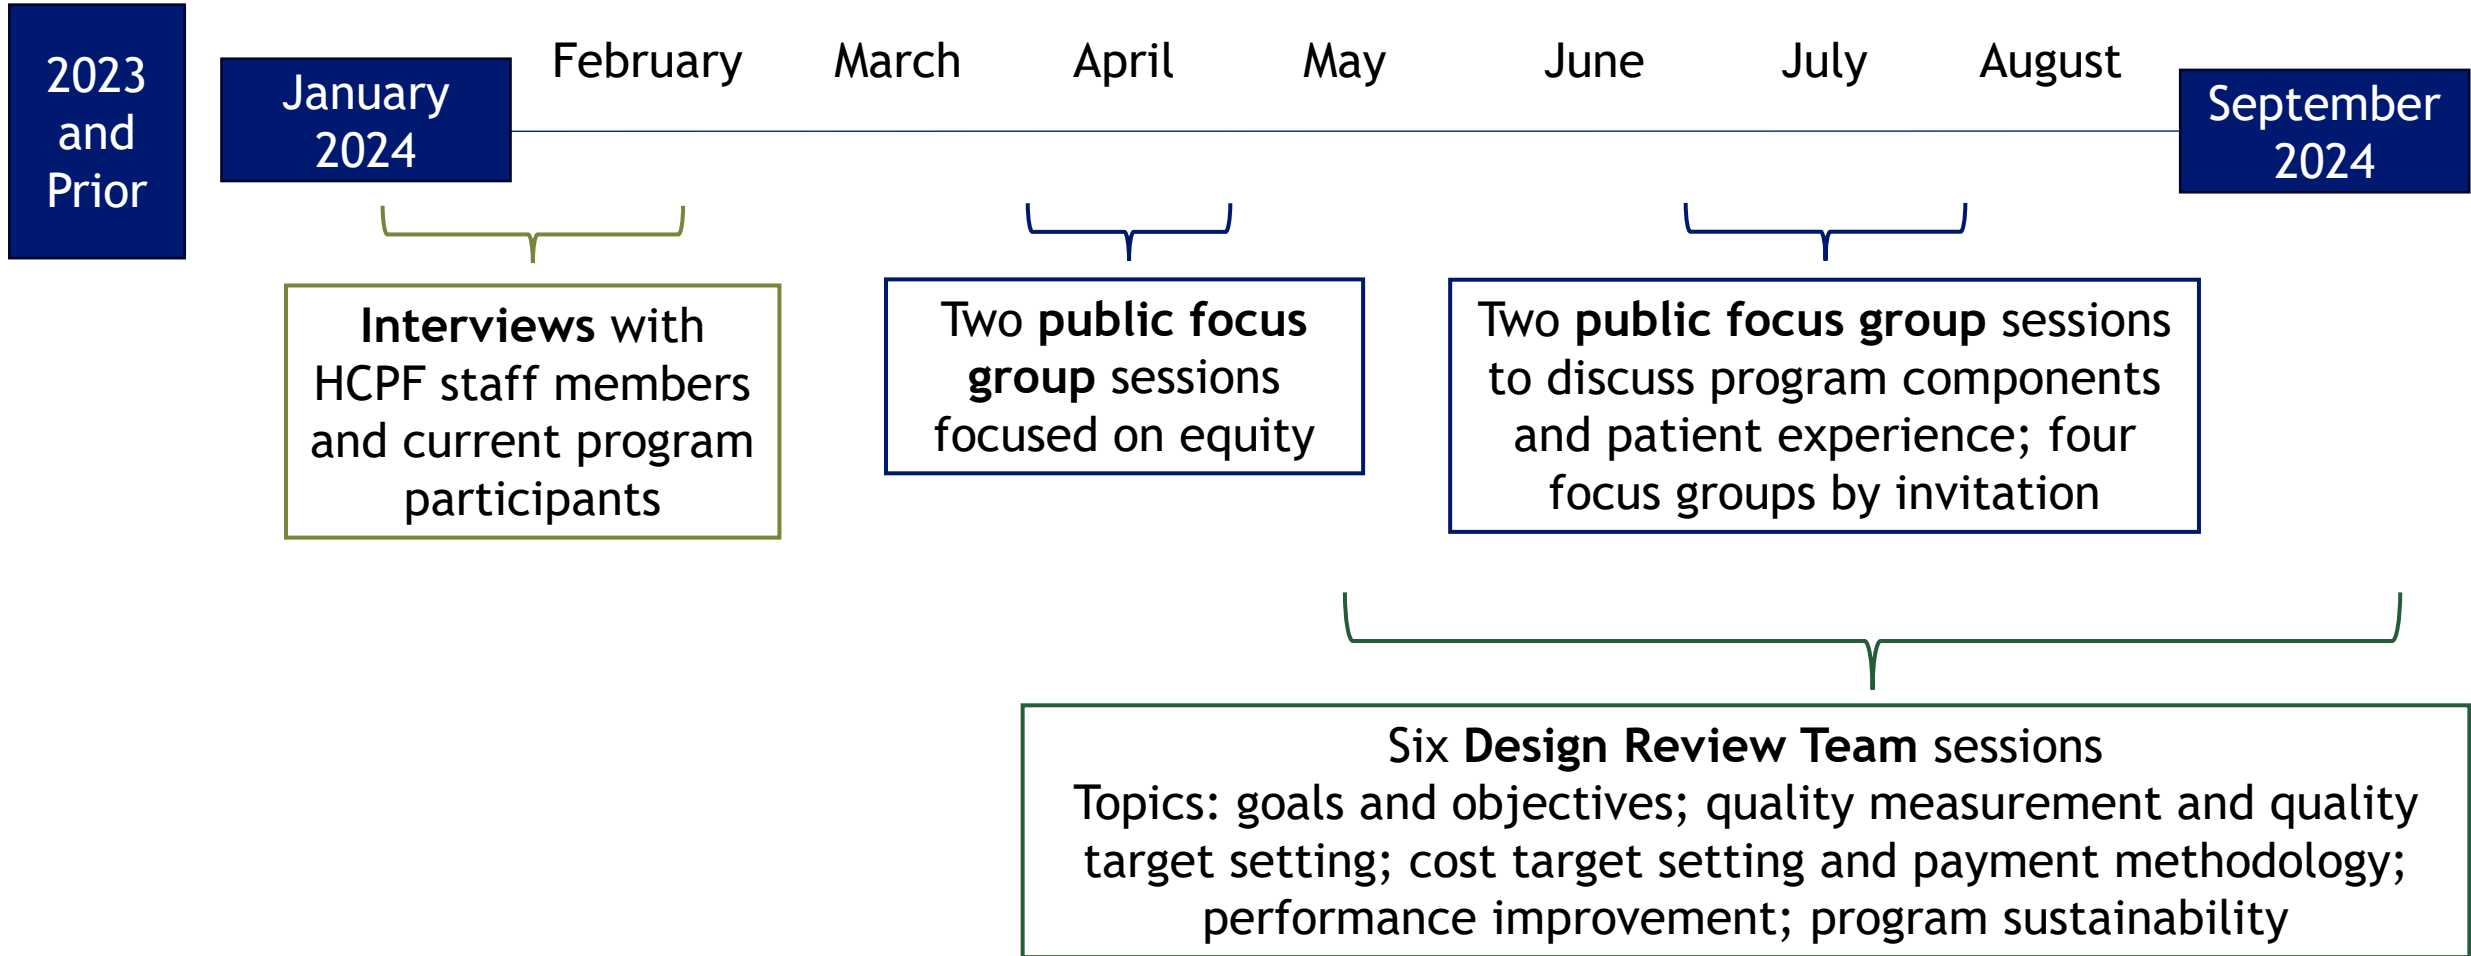 2023
and
Prior
January
2024
February
March
April
May
June
July
August
September
2024
Interviews with
HCPF staff members
and current program
participants
Two public focus
group sessions
focused on equity
Two public focus group sessions
to discuss program components
and patient experience; four
focus groups by invitation
Six Design Review Team sessions
Topics: goals and objectives; quality measurement and quality
target setting; cost target setting and payment methodology;
performance improvement; program sustainability